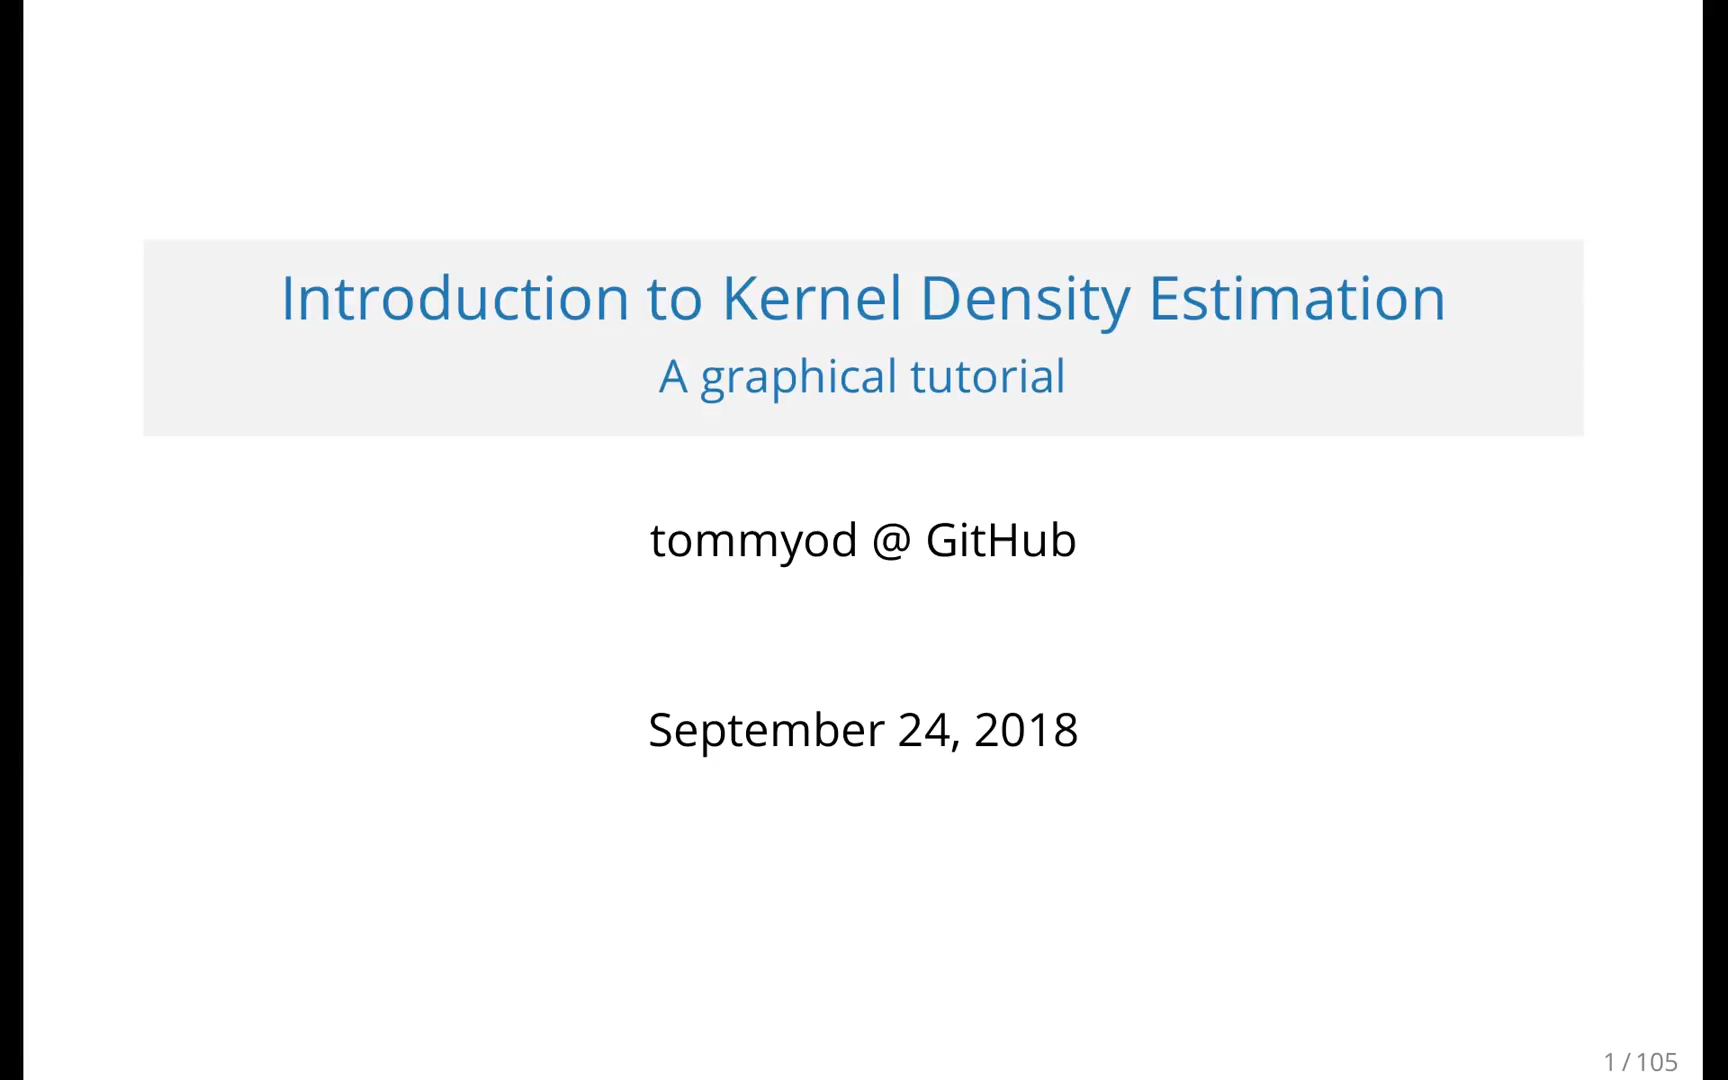 Introduction to Kernel Density Estimation
A graphical tutorial
tommyod @ GitHub
September 24, 2018
1 / 105